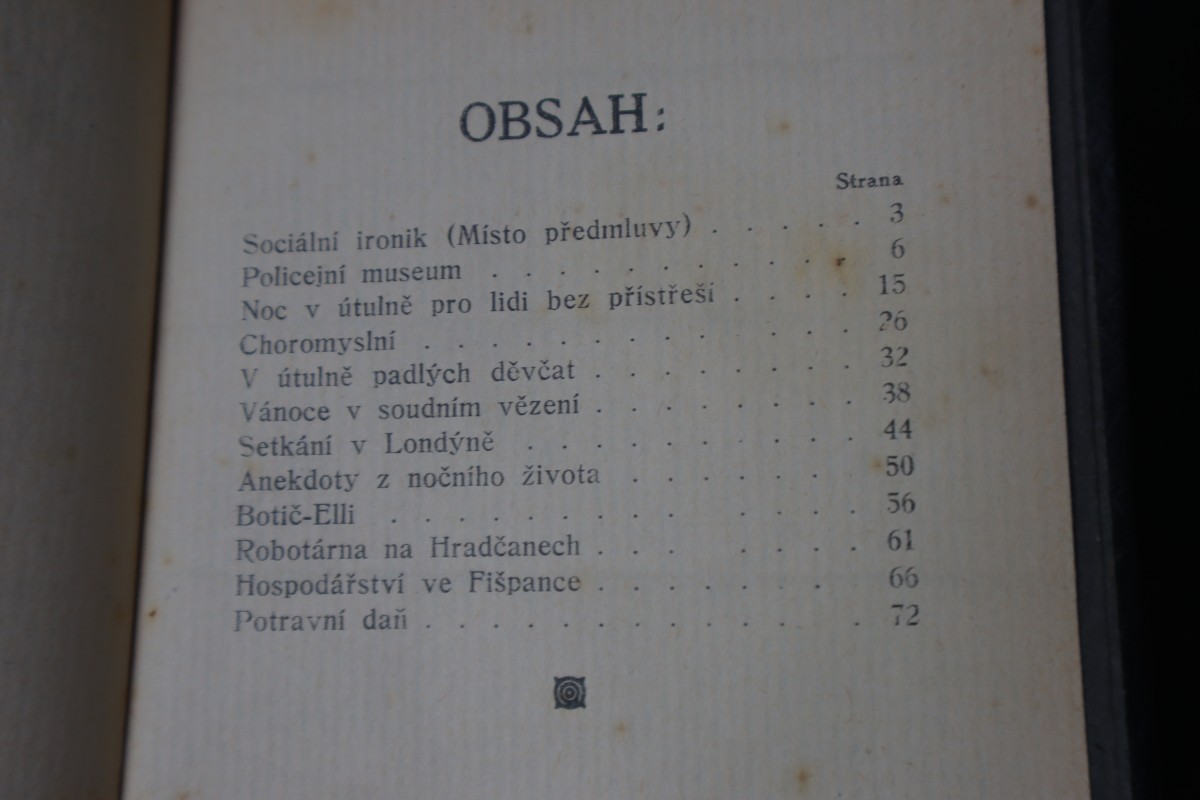 OBSAH:
Strana
Sociální ironik (Místo předmluvy) . . . . . 3
Policejní museum . . . . . . . . . . . 6
Noc v útulně pro lidi bez přístřeší . . . . 15
Choromyslní . . . . . . . . . . . . 26
V útulně padlých děvčat . . . . . . . . 32
Vánoce v soudním vězení . . . . . . . . 38
Setkání v Londýně . . . . . . . . . . 44
Anekdoty z nočního života . . . . . . . 50
Botič-Elli . . . . . . . . . . . . . 56
Robotárna na Hradčanech . . . . . . . 61
Hospodářství ve Fišpance . . . . . . . 66
Potravní daň . . . . . . . . . . . . 72